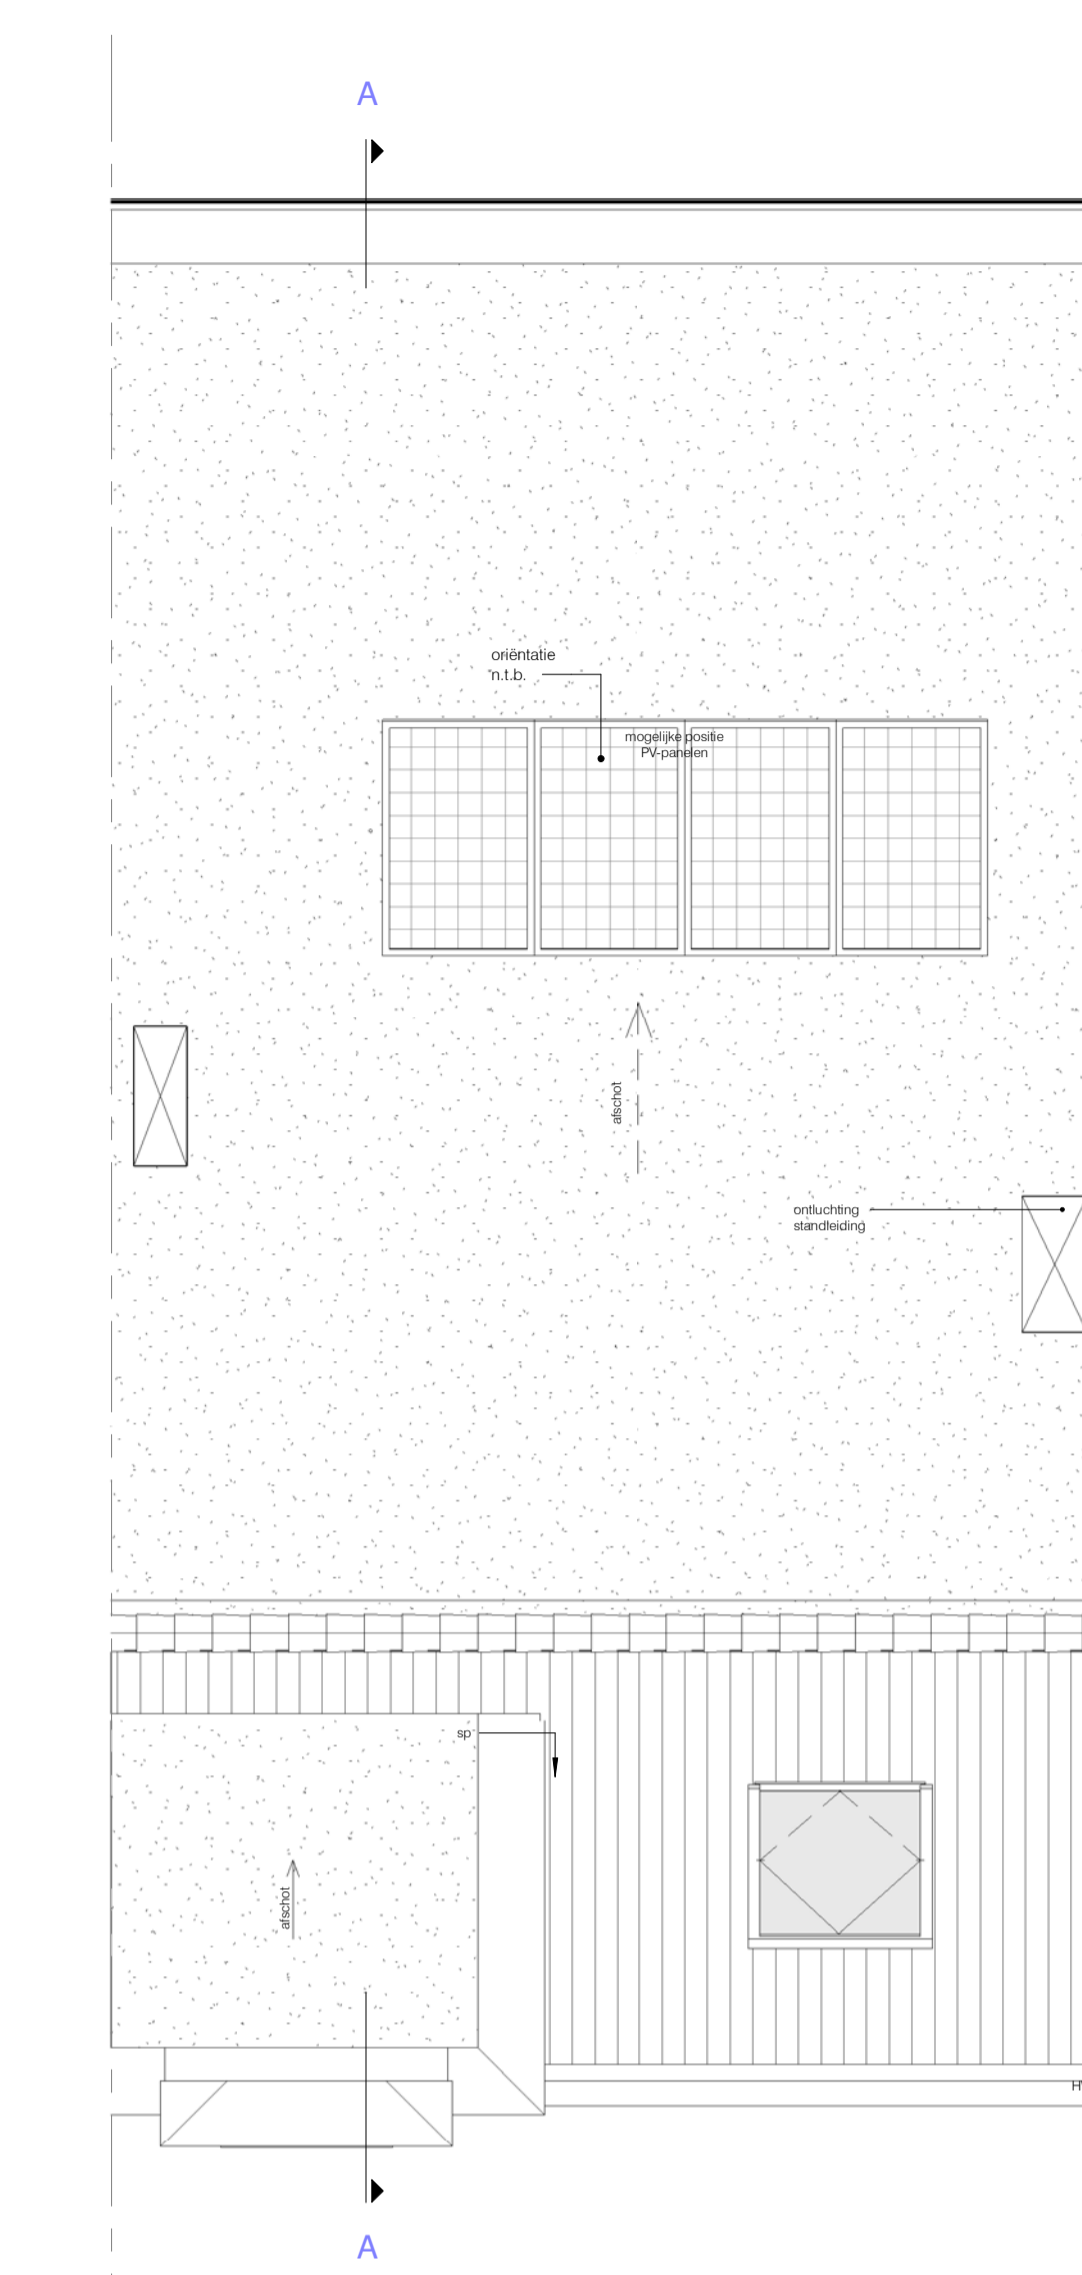 A
oriëntatie
n.t.b.
mogelijke positie
PV-panelen
afschot
ontluchting
standleiding
sp
afschot
A